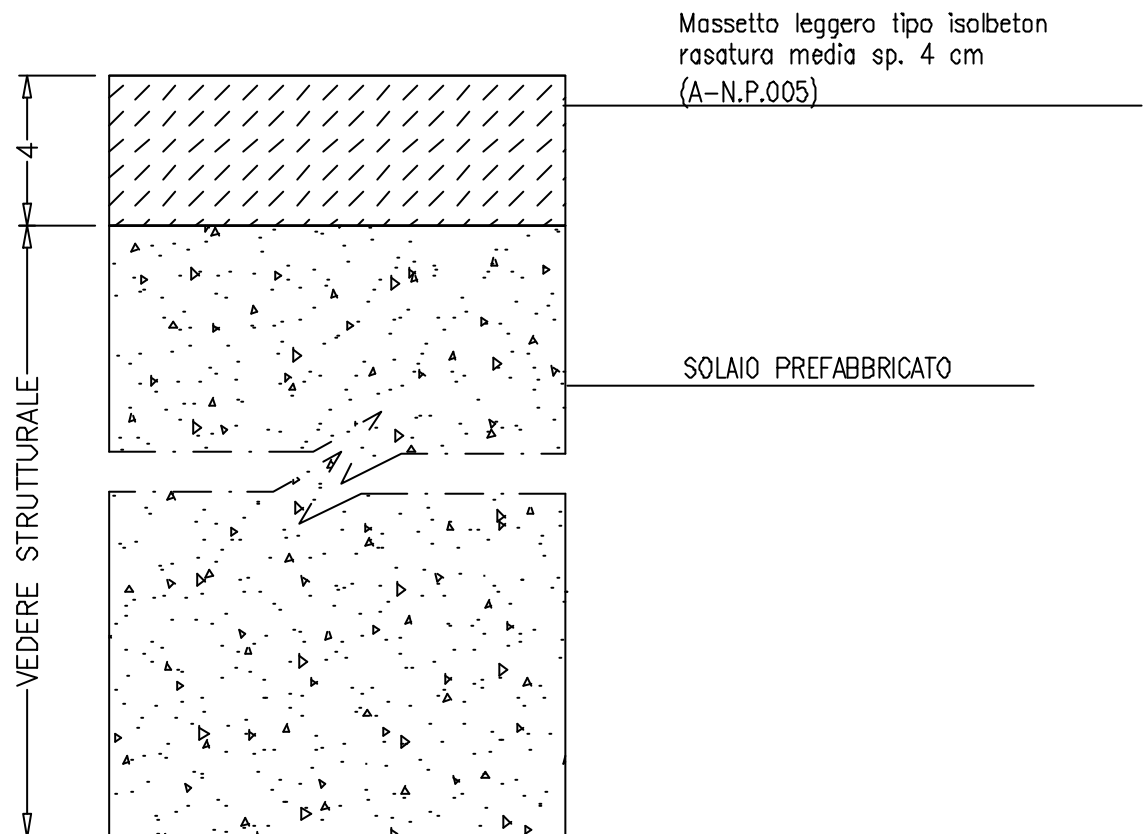 Massetto leggero tipo isolbeton
rasatura media sp. 4 cm
(A-N.P.005)
4
SOLAIO PREFABBRICATO
VEDERE STRUTTURALE